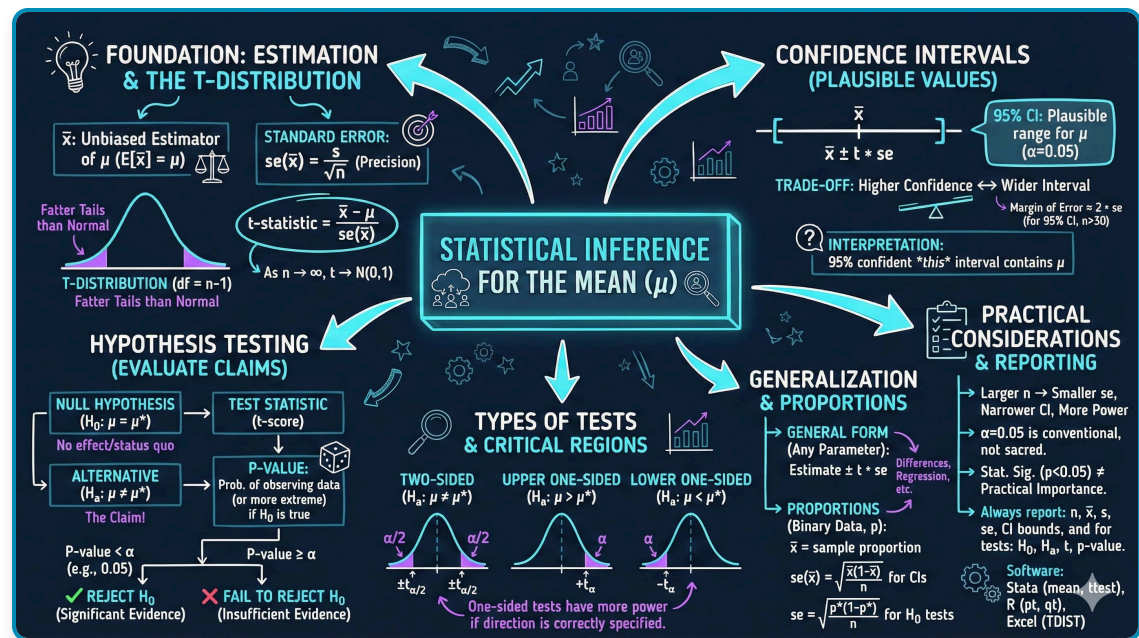 FOUNDATION: ESTIMATION
& THE T-DISTRIBUTION
x̄: Unbiased Estimator
of μ (E[x̄] = μ)
STANDARD ERROR:
se(x̄) = s/√n (Precision)
Fatter Tails
than Normal
t-statistic = (x̄ − μ)/se(x̄)
As n → ∞, t → N(0,1)
T-DISTRIBUTION (df = n-1)
Fatter Tails than Normal
CONFIDENCE INTERVALS
(PLAUSIBLE VALUES)
x̄
x̄ ± t * se
95% CI: Plausible
range for μ
(α=0.05)
TRADE-OFF: Higher Confidence ↔ Wider Interval
Margin of Error ≈ 2 * se
(for 95% CI, n>30)
?
INTERPRETATION:
95% confident *this* interval contains μ
STATISTICAL INFERENCE
FOR THE MEAN (μ)
HYPOTHESIS TESTING
(EVALUATE CLAIMS)
NULL HYPOTHESIS
(H₀: μ = μ*)
No effect/status quo
TEST STATISTIC
(t-score)
ALTERNATIVE
(Hₐ: μ ≠ μ*)
The Claim!
P-VALUE:
Prob. of observing data
(or more extreme)
if H₀ is true
P-value < α
(e.g., 0.05)
P-value ≥ α
✓ REJECT H₀
(Significant Evidence)
✗ FAIL TO REJECT H₀
(Insufficient Evidence)
TYPES OF TESTS
& CRITICAL REGIONS
TWO-SIDED
(Hₐ: μ ≠ μ*)
α/2
α/2
±t_α/2
±t_α/2
UPPER ONE-SIDED
(Hₐ: μ > μ*)
α
+t_α
LOWER ONE-SIDED
(Hₐ: μ < μ*)
α
-t_α
One-sided tests have more power
if direction is correctly specified.
GENERALIZATION
& PROPORTIONS
GENERAL FORM
(Any Parameter):
Estimate ± t * se
Differences,
Regression,
etc.
PROPORTIONS
(Binary Data, p):
x̄ = sample proportion
se(x̄) = √(x̄(1-x̄)/n) for CIs
se = √(p*(1-p*)/n) for H₀ tests
PRACTICAL
CONSIDERATIONS
& REPORTING
Larger n → Smaller se,
Narrower CI, More Power
α=0.05 is conventional,
not sacred.
Stat. Sig. (p<0.05) ≠
Practical Importance.
Always report: n, x̄, s,
se, CI bounds, and for
tests: H₀, Hₐ, t, p-value.
Software:
Stata (mean, ttest),
R (pt, qt),
Excel (TDIST)